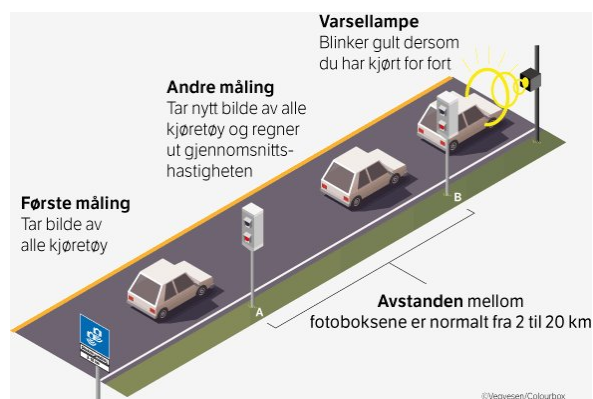 Varsellampe
Blinker gult dersom
du har kjørt for fort
Andre måling
Tar nytt bilde av alle
kjøretøy og regner
ut gjennomsnitts-
hastigheten
Første måling
Tar bilde av
alle kjøretøy
B
A
Avstanden mellom
fotoboksene er normalt fra 2 til 20 km
©Vegvesen/Colourbox